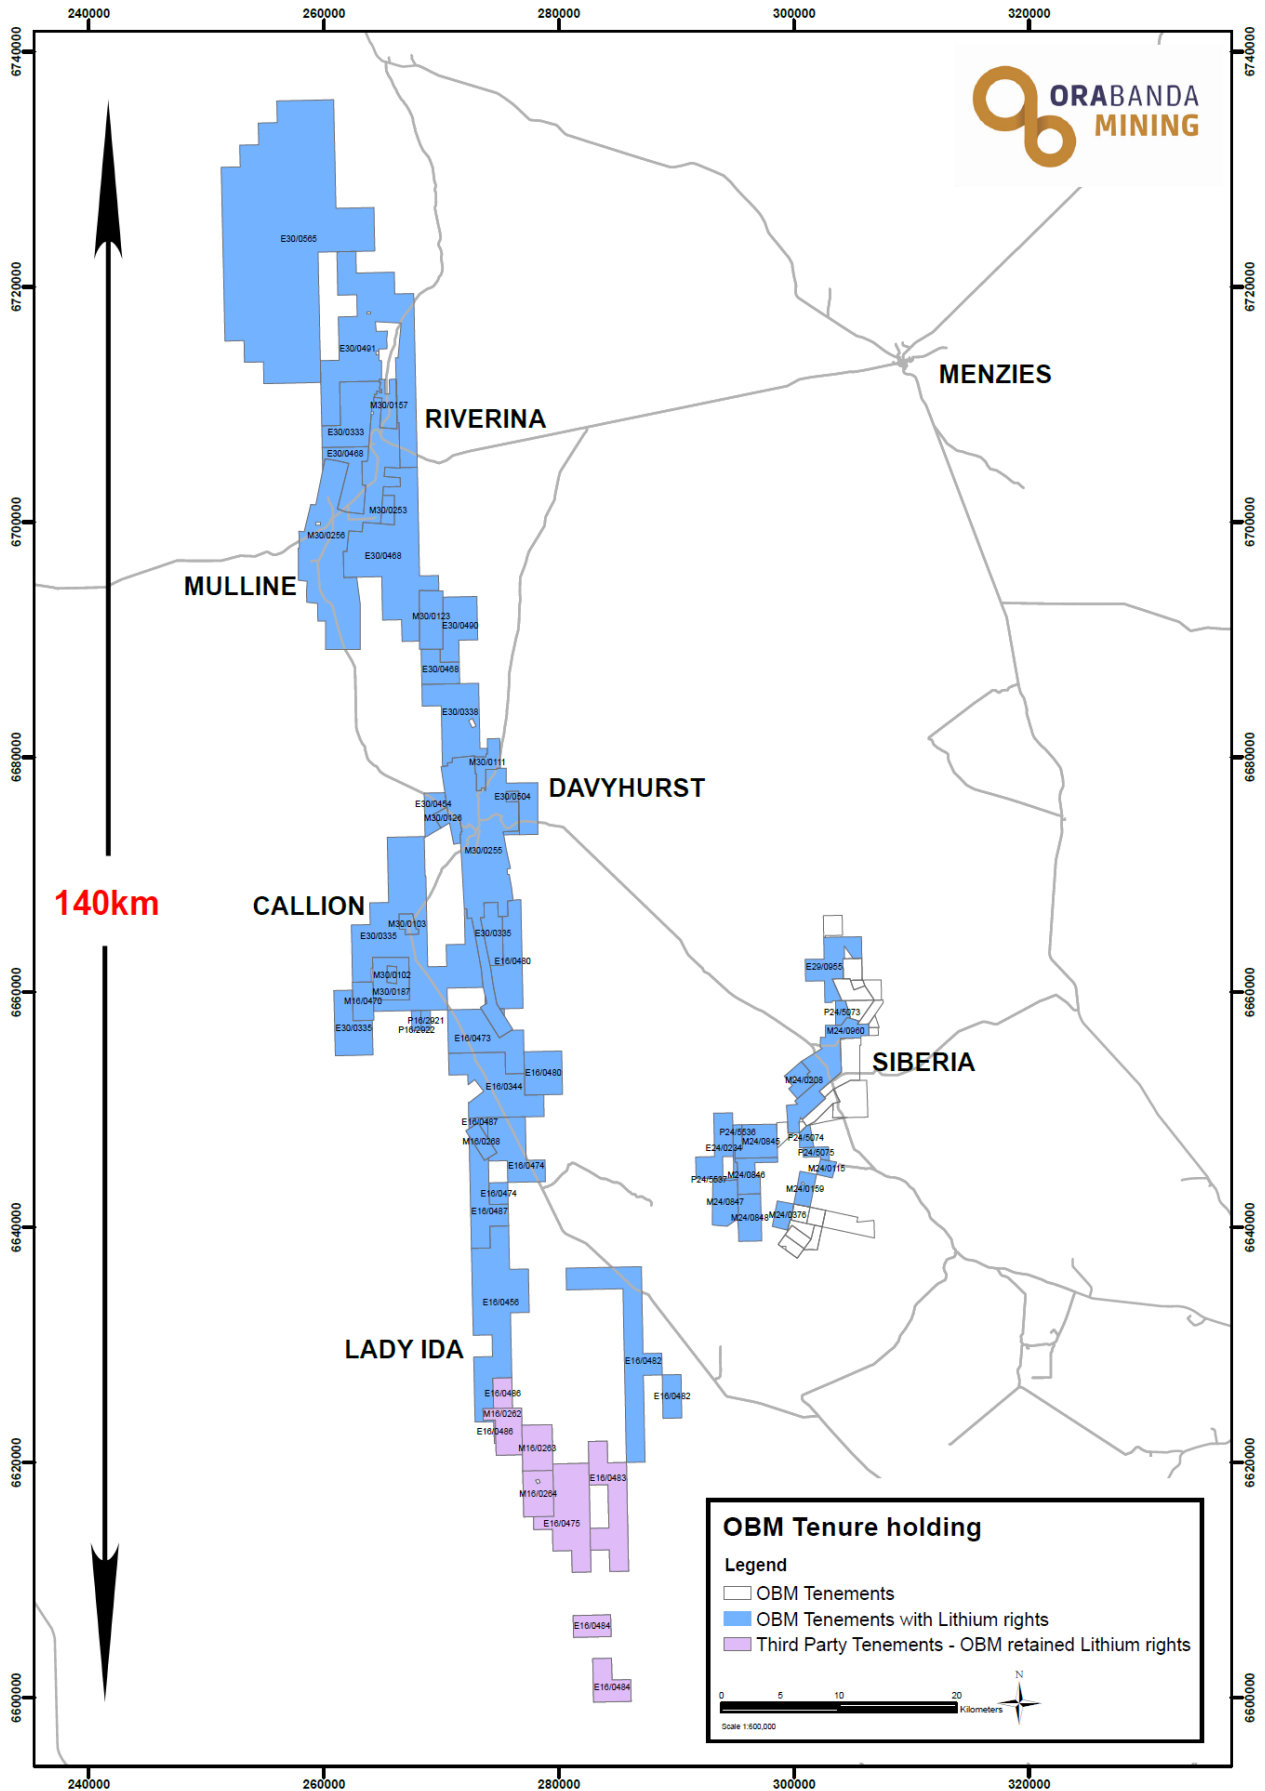 240000
260000
280000
300000
320000
6740000
6740000
ORABANDA
MINING
E30/0565
6720000
6720000
E30/0491
MENZIES
M30/0157
RIVERINA
E30/0333
E30/0468
M30/0253
6700000
6700000
M30/0256
E30/0468
MULLINE
M30/0123
E30/0490
E30/0468
E30/0338
6680000
6680000
M30/0111
DAVYHURST
E30/0504
E30/0454
M30/0126
M30/0255
140km
CALLION
M30/0103
E30/0335
E30/0335
E16/0480
E29/0955
M30/0102
M30/0187
6660000
6660000
M16/0470
P24/5073
P16/2921
P16/2922
E30/0335
M24/0960
E16/0473
SIBERIA
E16/0480
M24/0208
E16/0344
E16/0487
P24/5536
P24/5074
M16/0268
M24/0845
E24/0234
P24/5075
E16/0474
M24/0115
P24/5537
M24/0846
M24/0159
E16/0474
M24/0847
E16/0487
M24/0848
M24/0376
6640000
6640000
E16/0456
LADY IDA
E16/0482
E16/0486
E16/0482
M16/0262
E16/0486
M16/0263
6620000
6620000
E16/0483
M16/0264
E16/0475
OBM Tenure holding
Legend
OBM Tenements
OBM Tenements with Lithium rights
Third Party Tenements - OBM retained Lithium rights
E16/0484
E16/0484
N
0
5
10
20
Kilometers
Scale 1:600,000
6600000
6600000
240000
260000
280000
300000
320000